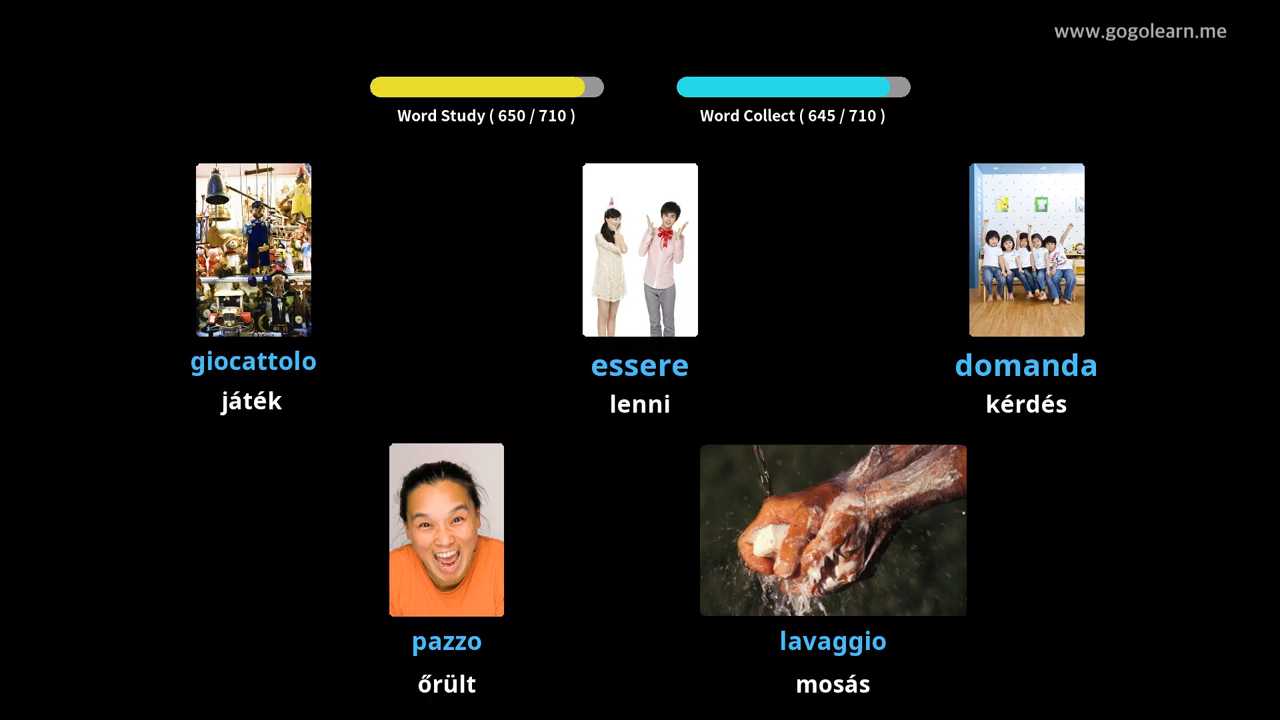 www.gogolearn.me
Word Study ( 650 / 710 )
Word Collect ( 645 / 710 )
giocattolo
játék
essere
lenni
domanda
kérdés
pazzo
őrült
lavaggio
mosás